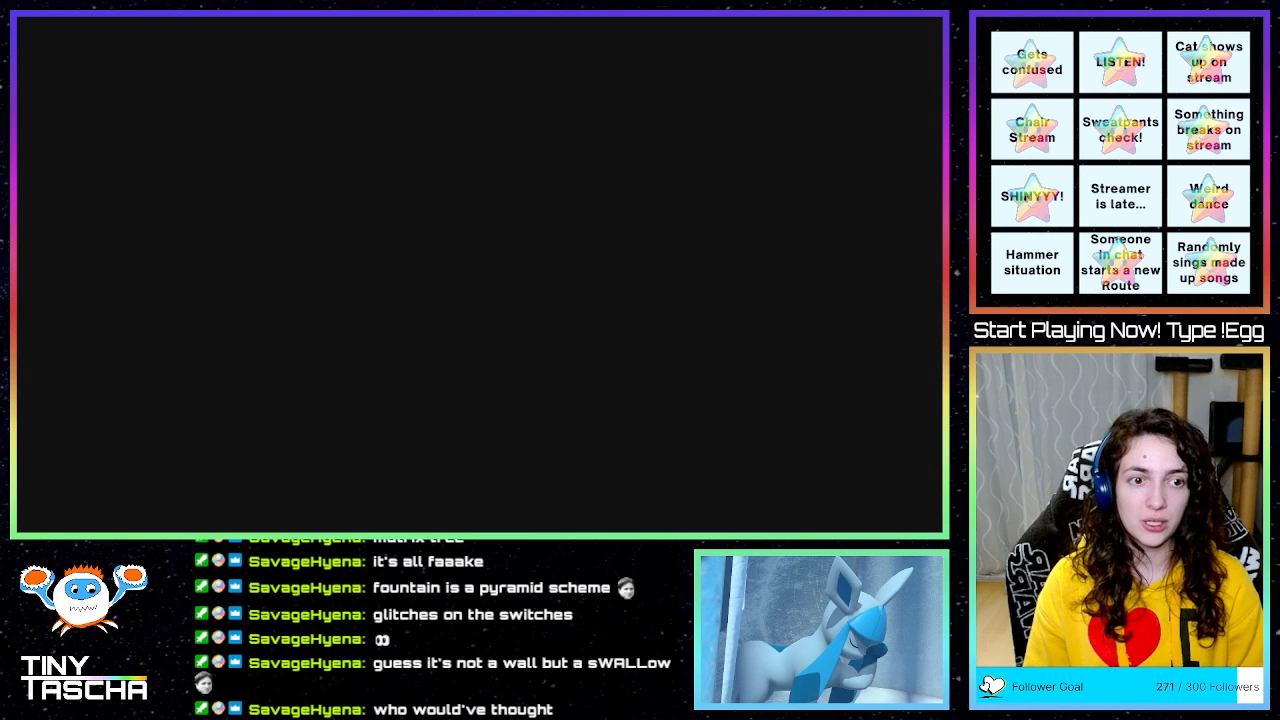 Gets
confused
LISTEN!
Cat shows
up on
stream
Chair
Stream
Sweatpants
check!
Something
breaks on
stream
SHINYYY!
Streamer
is late...
Weird
dance
Hammer
situation
Someone
in chat
starts a new
Route
Randomly
sings made
up songs
Start Playing Now! Type !Egg
SavageHyena: matrix tree
SavageHyena: it's all faaake
SavageHyena: fountain is a pyramid scheme
SavageHyena: glitches on the switches
SavageHyena:
SavageHyena: guess it's not a wall but a sWALLow
SavageHyena: who would've thought
TINY
TASCHA
Follower Goal 271 / 300 Followers